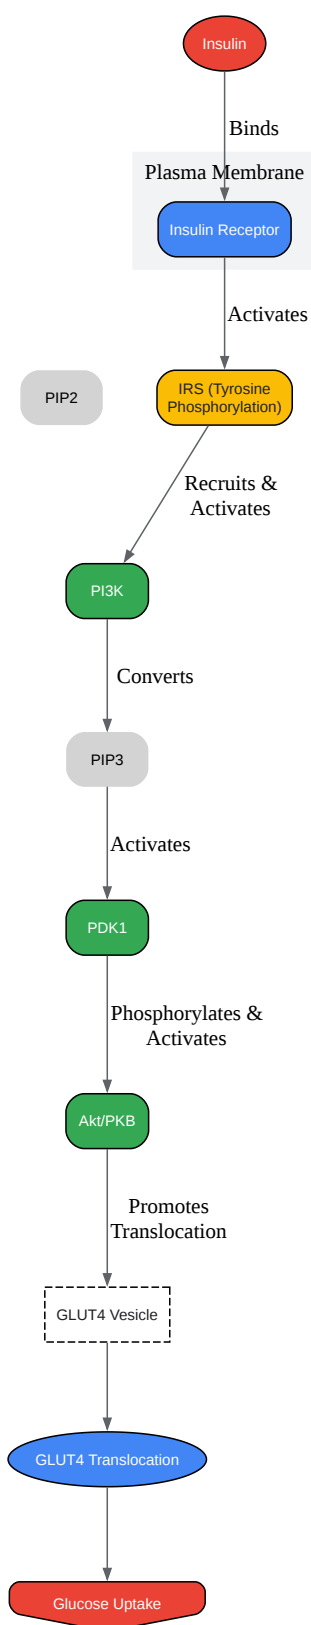 Insulin
Binds
Plasma Membrane
Insulin Receptor
Activates
PIP2
IRS (Tyrosine
Phosphorylation)
Recruits &
Activates
PI3K
Converts
PIP3
Activates
PDK1
Phosphorylates &
Activates
Akt/PKB
Promotes
Translocation
GLUT4 Vesicle
GLUT4 Translocation
Glucose Uptake